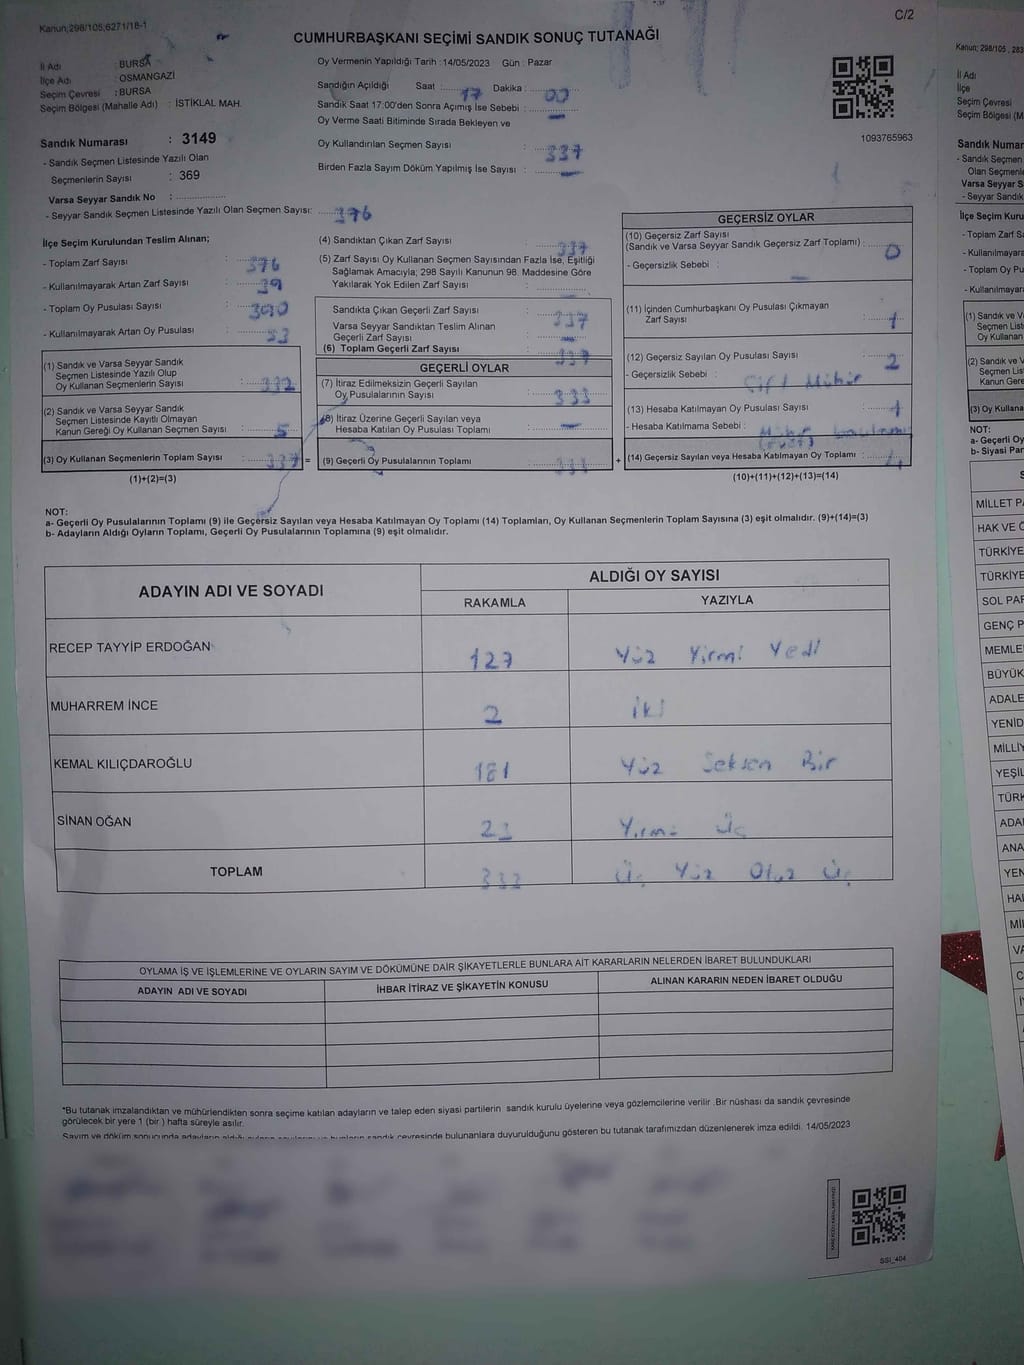 Kanun;298/105,6271/18-1
C/2
CUMHURBAŞKANI SEÇİMİ SANDIK SONUÇ TUTANAĞI
İl Adı : BURSA
İlçe Adı : OSMANGAZİ
Seçim Çevresi : BURSA
Seçim Bölgesi (Mahalle Adı) : İSTİKLAL MAH.
Sandık Numarası : 3149
- Sandık Seçmen Listesinde Yazılı Olan
Seçmenlerin Sayısı : 369
Varsa Seyyar Sandık No :
- Seyyar Sandık Seçmen Listesinde Yazılı Olan Seçmen Sayısı: 376
Oy Vermenin Yapıldığı Tarih :14/05/2023 Gün : Pazar
Sandığın Açıldığı Saat : 17 Dakika : 00
Sandık Saat 17:00'den Sonra Açımış İse Sebebi : —
Oy Verme Saati Bitiminde Sırada Bekleyen ve
Oy Kullandırılan Seçmen Sayısı : 337
Birden Fazla Sayım Döküm Yapılmış İse Sayısı : —
1093765963
İlçe Seçim Kurulundan Teslim Alınan;
- Toplam Zarf Sayısı : 376
- Kullanılmayarak Artan Zarf Sayısı : 39
- Toplam Oy Pusulası Sayısı : 390
- Kullanılmayarak Artan Oy Pusulası : 53
(1) Sandık ve Varsa Seyyar Sandık
Seçmen Listesinde Yazılı Olup
Oy Kullanan Seçmenlerin Sayısı : 332
(2) Sandık ve Varsa Seyyar Sandık
Seçmen Listesinde Kayıtlı Olmayan
Kanun Gereği Oy Kullanan Seçmen Sayısı : 5
(3) Oy Kullanan Seçmenlerin Toplam Sayısı : 337 =
(1)+(2)=(3)
(4) Sandıktan Çıkan Zarf Sayısı : 337
(5) Zarf Sayısı Oy Kullanan Seçmen Sayısından Fazla İse, Eşitliği
Sağlamak Amacıyla; 298 Sayılı Kanunun 98. Maddesine Göre
Yakılarak Yok Edilen Zarf Sayısı : —
Sandıkta Çıkan Geçerli Zarf Sayısı : 337
Varsa Seyyar Sandıktan Teslim Alınan
Geçerli Zarf Sayısı : —
(6) Toplam Geçerli Zarf Sayısı : 337
GEÇERLİ OYLAR
(7) İtiraz Edilmeksizin Geçerli Sayılan
Oy Pusulalarının Sayısı : 333
(8) İtiraz Üzerine Geçerli Sayılan veya
Hesaba Katılan Oy Pusulası Toplamı : —
(9) Geçerli Oy Pusulalarının Toplamı : 333 +
GEÇERSİZ OYLAR
(10) Geçersiz Zarf Sayısı
(Sandık ve Varsa Seyyar Sandık Geçersiz Zarf Toplamı) : 0
- Geçersizlik Sebebi : —
(11) İçinden Cumhurbaşkanı Oy Pusulası Çıkmayan
Zarf Sayısı : 1
(12) Geçersiz Sayılan Oy Pusulası Sayısı : 2
- Geçersizlik Sebebi : Çift Mühür
(13) Hesaba Katılmayan Oy Pusulası Sayısı : 1
- Hesaba Katılmama Sebebi : Mühür
(14) Geçersiz Sayılan veya Hesaba Katılmayan Oy Toplamı : 4
(10)+(11)+(12)+(13)=(14)
NOT:
a- Geçerli Oy Pusulalarının Toplamı (9) ile Geçersiz Sayılan veya Hesaba Katılmayan Oy Toplamı (14) Toplamları, Oy Kullanan Seçmenlerin Toplam Sayısına (3) eşit olmalıdır. (9)+(14)=(3)
b- Adayların Aldığı Oyların Toplamı, Geçerli Oy Pusulalarının Toplamına (9) eşit olmalıdır.
ADAYIN ADI VE SOYADI ALDIĞI OY SAYISI
RAKAMLA YAZIYLA
RECEP TAYYİP ERDOĞAN 127 Yüz Yirmi Yedi
MUHARREM İNCE 2 İki
KEMAL KILIÇDAROĞLU 181 Yüz Seksen Bir
SİNAN OĞAN 23 Yirmi Üç
TOPLAM 333 Üç Yüz Otuz Üç
OYLAMA İŞ VE İŞLEMLERİNE VE OYLARIN SAYIM VE DÖKÜMÜNE DAİR ŞİKAYETLERLE BUNLARA AİT KARARLARIN NELERDEN İBARET BULUNDUKLARI
ADAYIN ADI VE SOYADI İHBAR İTİRAZ VE ŞİKAYETİN KONUSU ALINAN KARARIN NEDEN İBARET OLDUĞU
*Bu tutanak imzalandıktan ve mühürlendikten sonra seçime katılan adayların ve talep eden siyasi partilerin sandık kurulu üyelerine veya gözlemcilerine verilir .Bir nüshası da sandık çevresinde
görülecek bir yere 1 (bir ) hafta süreyle asılır.
Sayım ve döküm sonucunda adayların aldığı sandık çevresinde bulunanlara duyurulduğunu gösteren bu tutanak tarafımızdan düzenlenerek imza edildi. 14/05/2023
SSI_404
Kanun; 298/105 , 283
İl Adı
İlçe
Seçim Çevresi
Seçim Bölgesi (M
Sandık Numar
- Sandık Seçmen
Olan Seçmenle
Varsa Seyyar S
- Seyyar Sandık
İlçe Seçim Kuru
- Toplam Zarf S
- Kullanılmayara
- Toplam Oy Pu
- Kullanılmayara
(1) Sandık ve V
Seçmen List
Oy Kullanan
(2) Sandık ve V
Seçmen List
Kanun Gere
(3) Oy Kullana
NOT:
a- Geçerli Oy
b- Siyasi Par
S
MİLLET PA
HAK VE Ö
TÜRKİYE
TÜRKİYE
SOL PAR
GENÇ P
MEMLE
BÜYÜK
ADALE
YENİD
MİLLİY
YEŞİL
TÜRK
ADA
ANA
YEN
HA
Mİ
VA
C